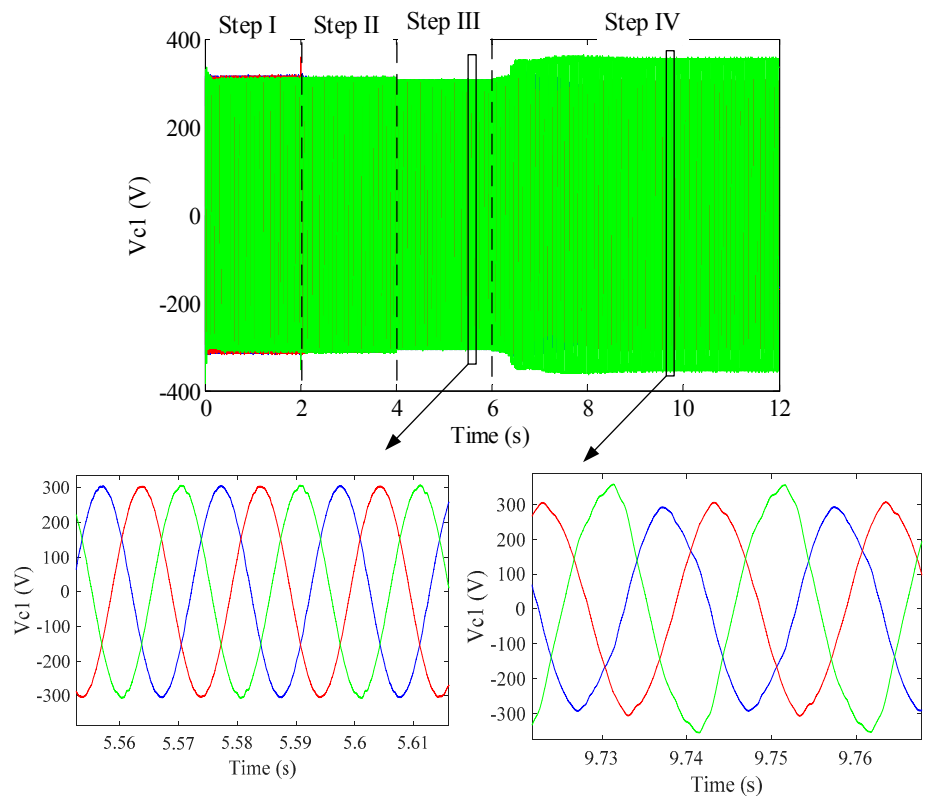 Step I Step II Step III Step IV
400
200
0
-200
-400
Vc1 (V)
0 2 4 6 8 10 12
Time (s)
300
200
100
0
-100
-200
-300
Vc1 (V)
5.56 5.57 5.58 5.59 5.6 5.61
Time (s)
300
200
100
0
-100
-200
-300
Vc1 (V)
9.73 9.74 9.75 9.76
Time (s)